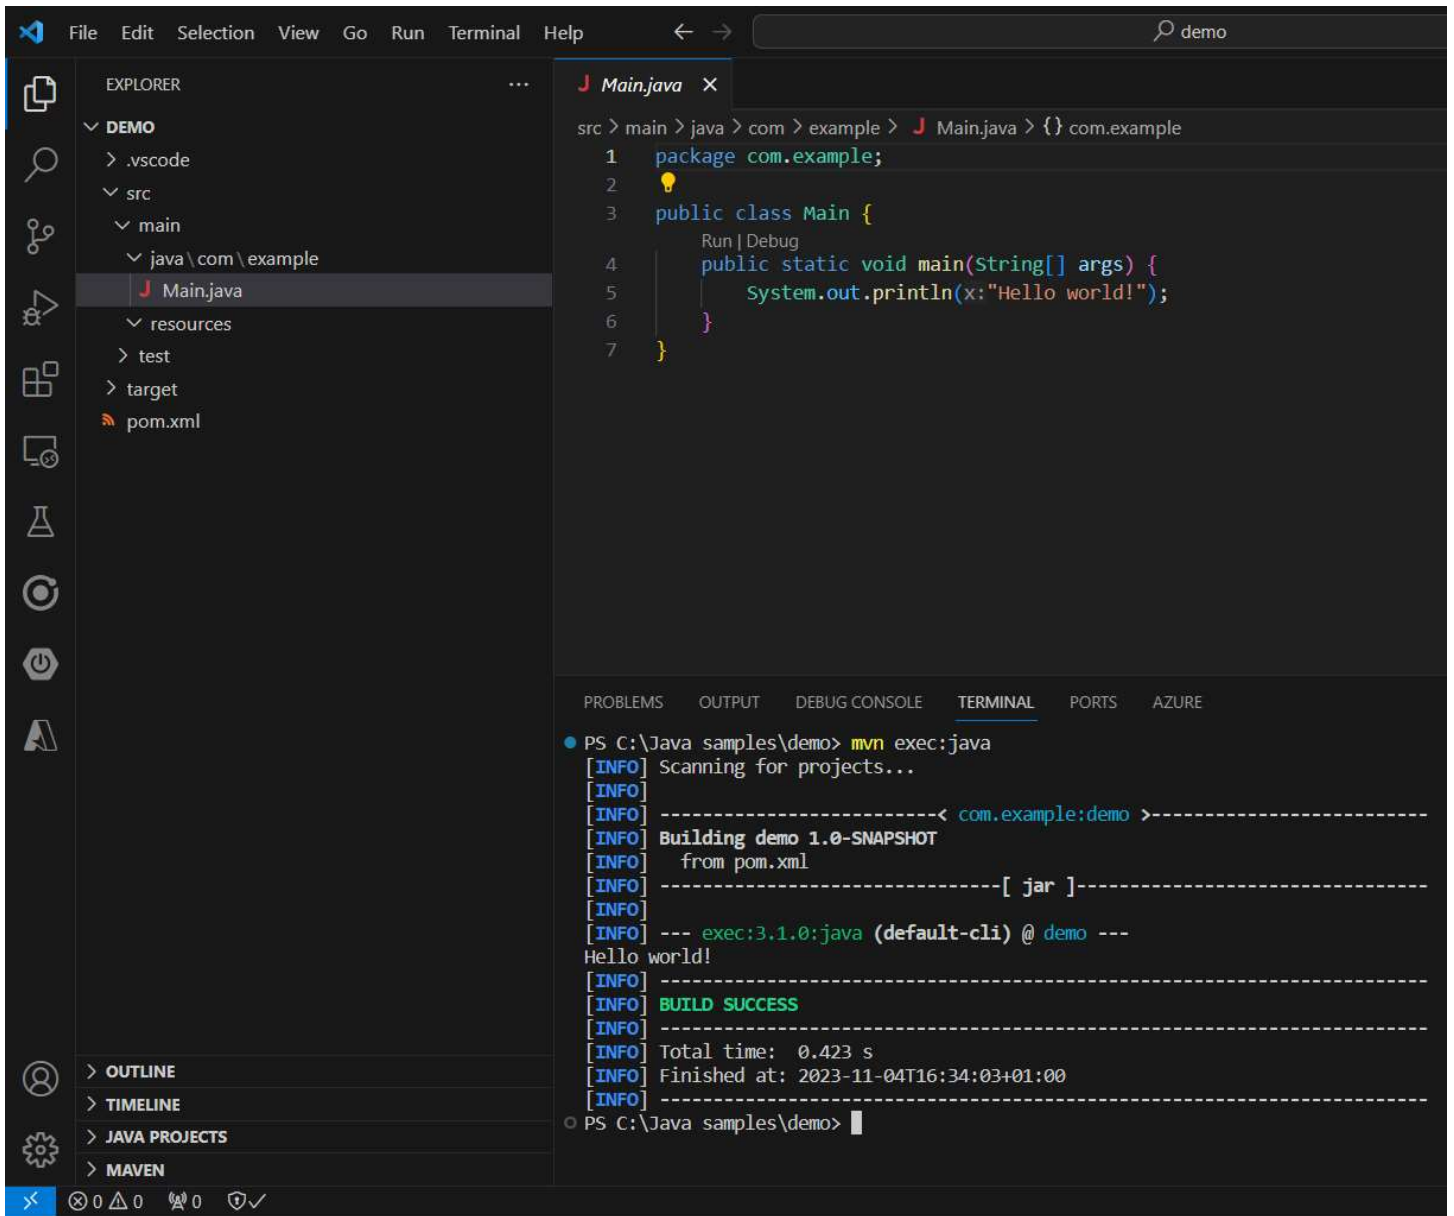 File Edit Selection View Go Run Terminal Help demo
EXPLORER ···
DEMO
.vscode
src
main
java\com\example
J Main.java
resources
test
target
pom.xml
OUTLINE
TIMELINE
JAVA PROJECTS
MAVEN
J Main.java
src > main > java > com > example > J Main.java > {} com.example
1 package com.example;
2
3 public class Main {
Run | Debug
4 public static void main(String[] args) {
5 System.out.println(x:"Hello world!");
6 }
7 }
PROBLEMS OUTPUT DEBUG CONSOLE TERMINAL PORTS AZURE
PS C:\Java samples\demo> mvn exec:java
[INFO] Scanning for projects...
[INFO]
[INFO] --------------------------< com.example:demo >--------------------------
[INFO] Building demo 1.0-SNAPSHOT
[INFO]   from pom.xml
[INFO] --------------------------------[ jar ]---------------------------------
[INFO]
[INFO] --- exec:3.1.0:java (default-cli) @ demo ---
Hello world!
[INFO] ------------------------------------------------------------------------
[INFO] BUILD SUCCESS
[INFO] ------------------------------------------------------------------------
[INFO] Total time:  0.423 s
[INFO] Finished at: 2023-11-04T16:34:03+01:00
[INFO] ------------------------------------------------------------------------
PS C:\Java samples\demo>
0 0 0